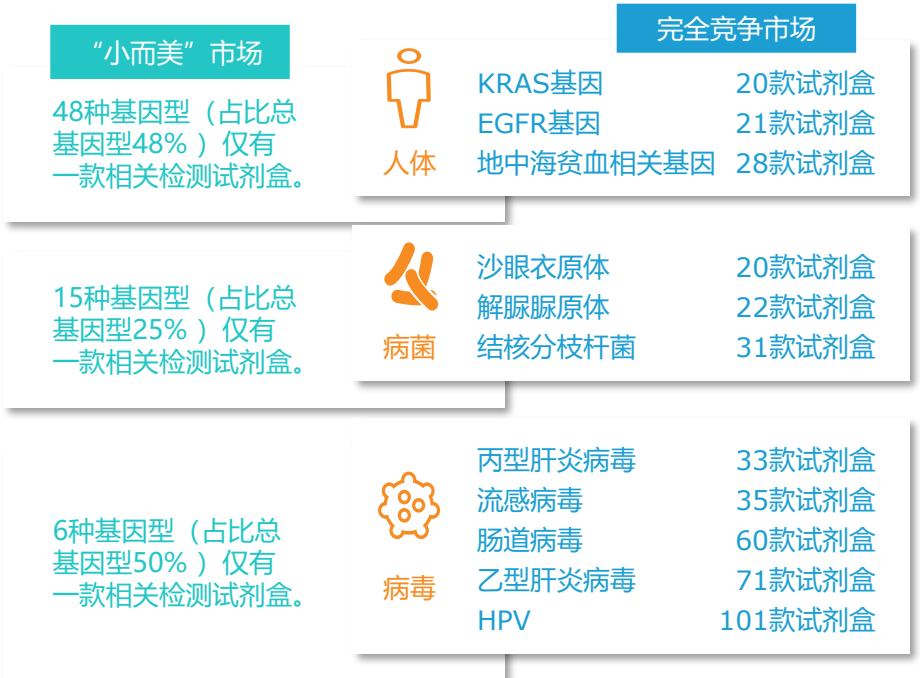 “小而美”市场
完全竞争市场
48种基因型（占比总
基因型48% ）仅有
一款相关检测试剂盒。
人体
KRAS基因 20款试剂盒
EGFR基因 21款试剂盒
地中海贫血相关基因 28款试剂盒
15种基因型（占比总
基因型25% ）仅有
一款相关检测试剂盒。
病菌
沙眼衣原体 20款试剂盒
解脲脲原体 22款试剂盒
结核分枝杆菌 31款试剂盒
6种基因型（占比总
基因型50% ）仅有
一款相关检测试剂盒。
病毒
丙型肝炎病毒 33款试剂盒
流感病毒 35款试剂盒
肠道病毒 60款试剂盒
乙型肝炎病毒 71款试剂盒
HPV 101款试剂盒